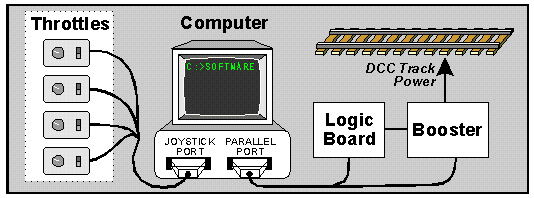 Throttles
Computer
C:>SOFTWARE
JOYSTICK
PORT
PARALLEL
PORT
DCC Track
Power
Logic
Board
Booster